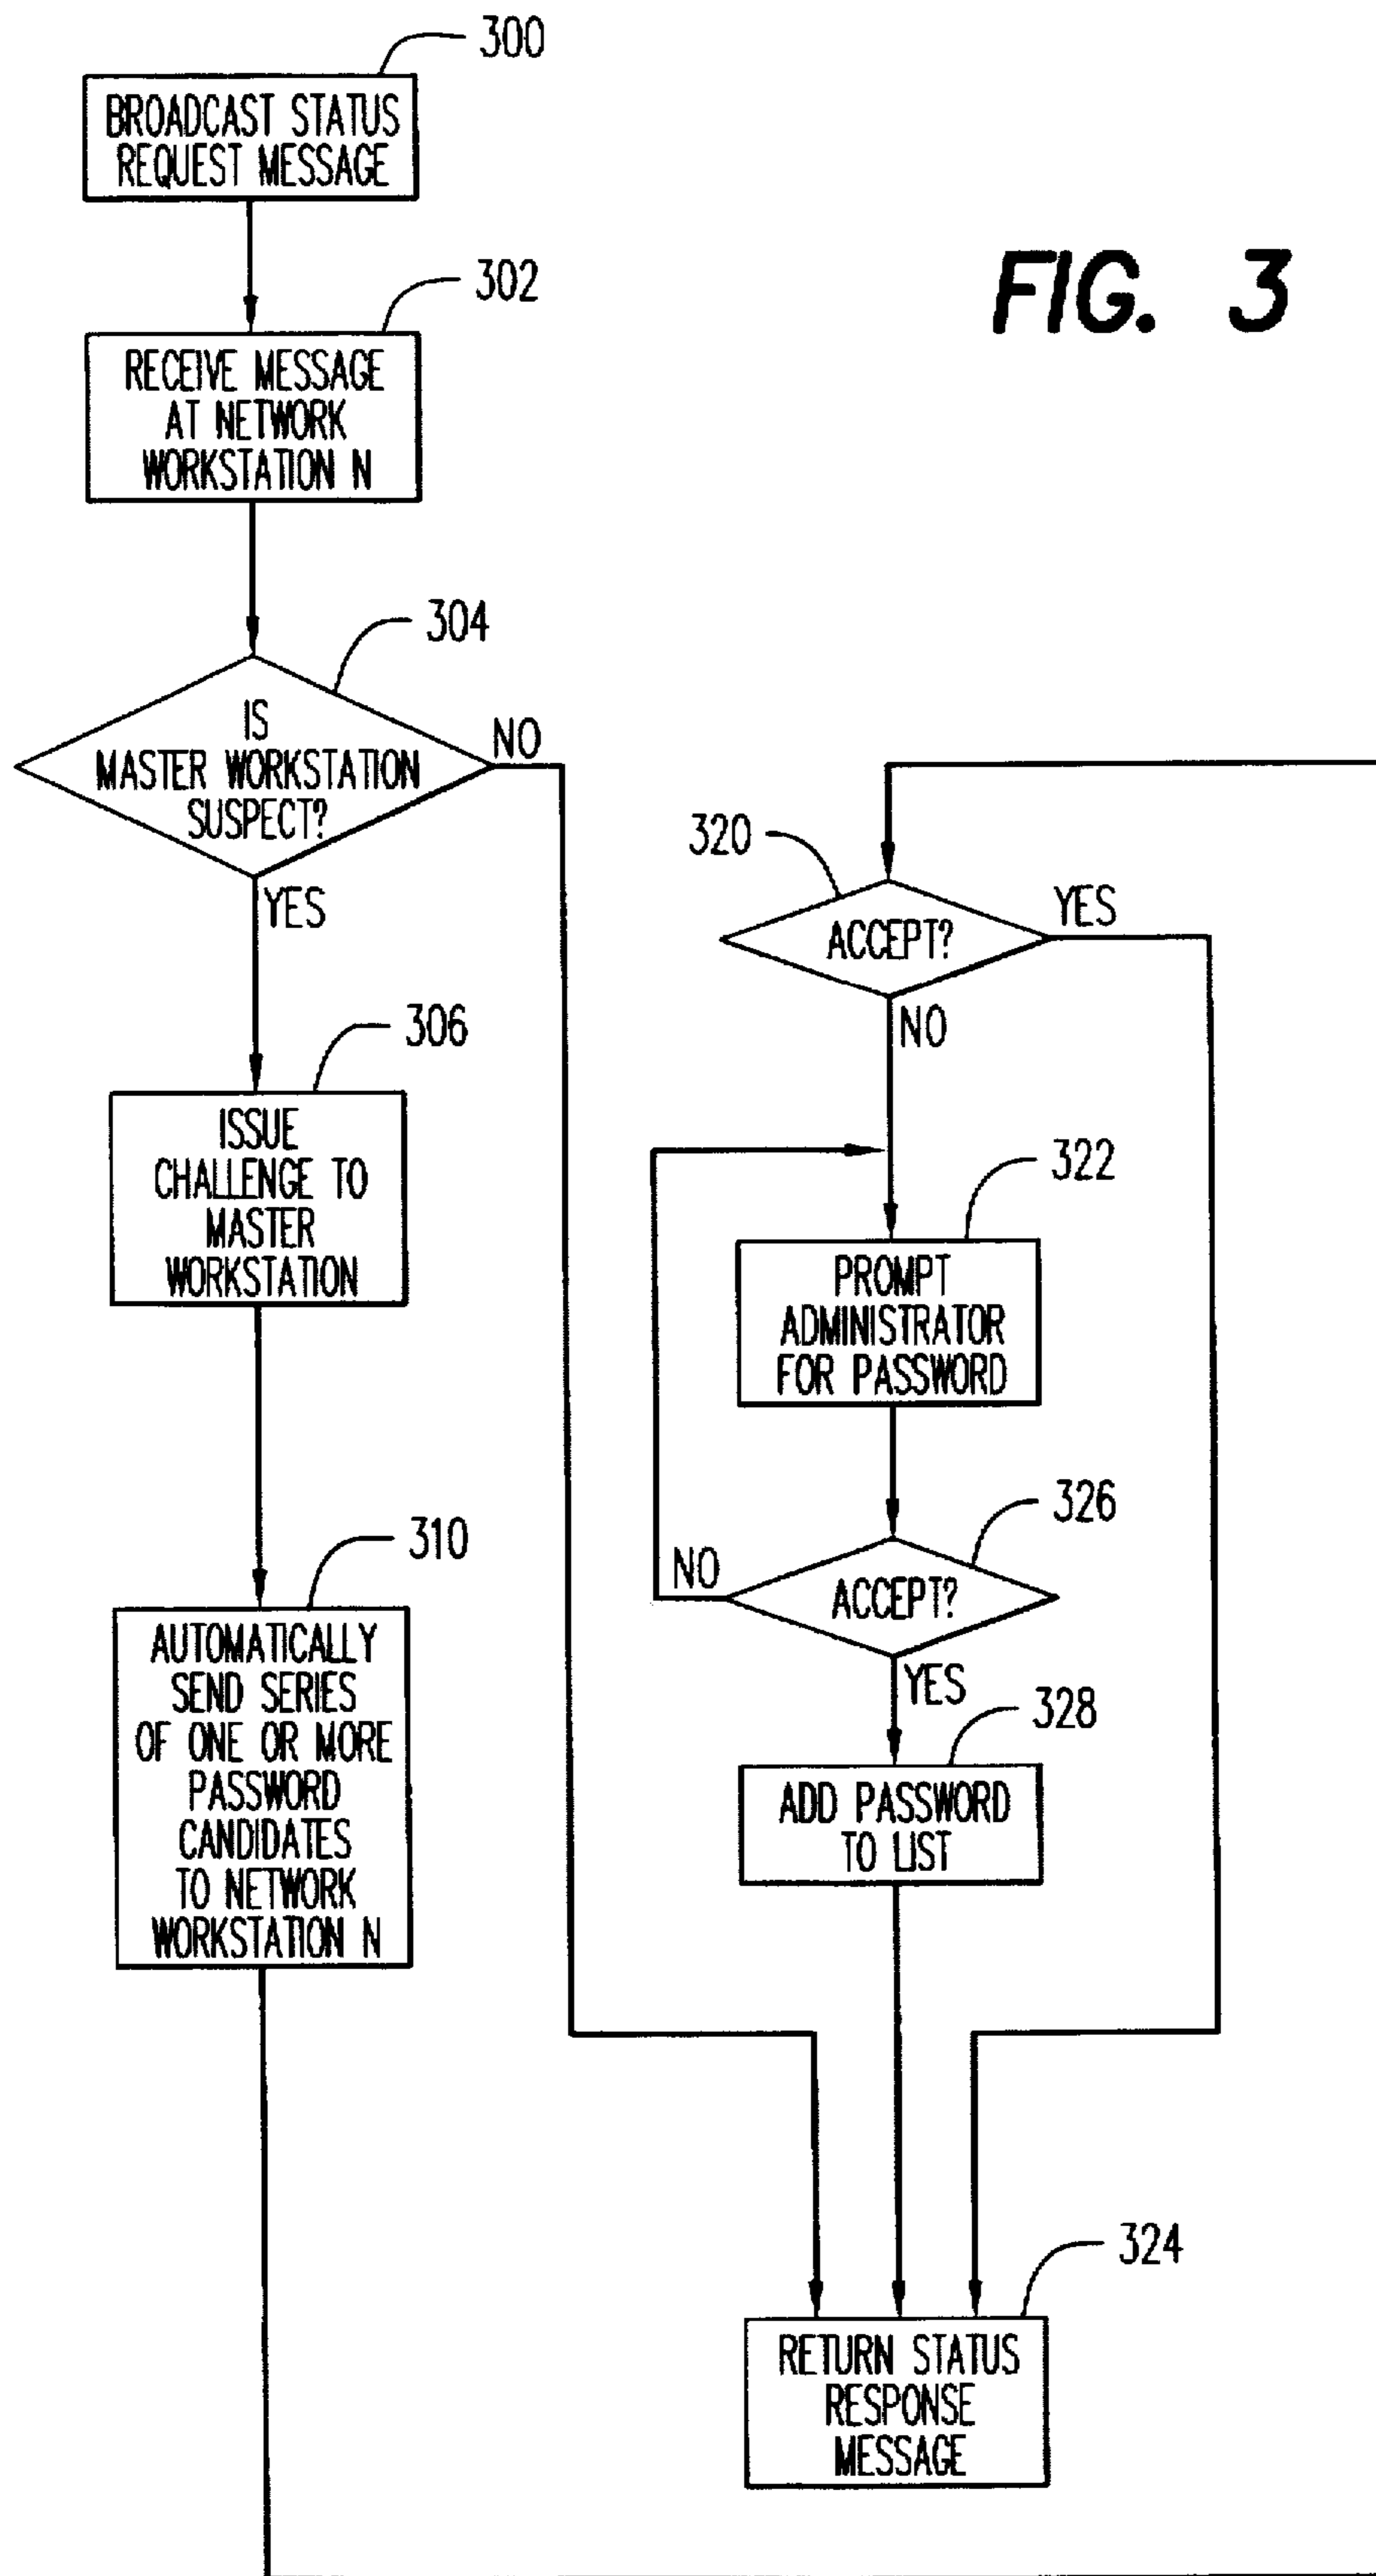 300
BROADCAST STATUS
REQUEST MESSAGE
302
RECEIVE MESSAGE
AT NETWORK
WORKSTATION N
304
IS
MASTER WORKSTATION
SUSPECT?
NO
YES
306
ISSUE
CHALLENGE TO
MASTER
WORKSTATION
310
AUTOMATICALLY
SEND SERIES
OF ONE OR MORE
PASSWORD
CANDIDATES
TO NETWORK
WORKSTATION N
FIG. 3
320
ACCEPT?
YES
NO
322
PROMPT
ADMINISTRATOR
FOR PASSWORD
326
ACCEPT?
NO
YES
328
ADD PASSWORD
TO LIST
324
RETURN STATUS
RESPONSE
MESSAGE